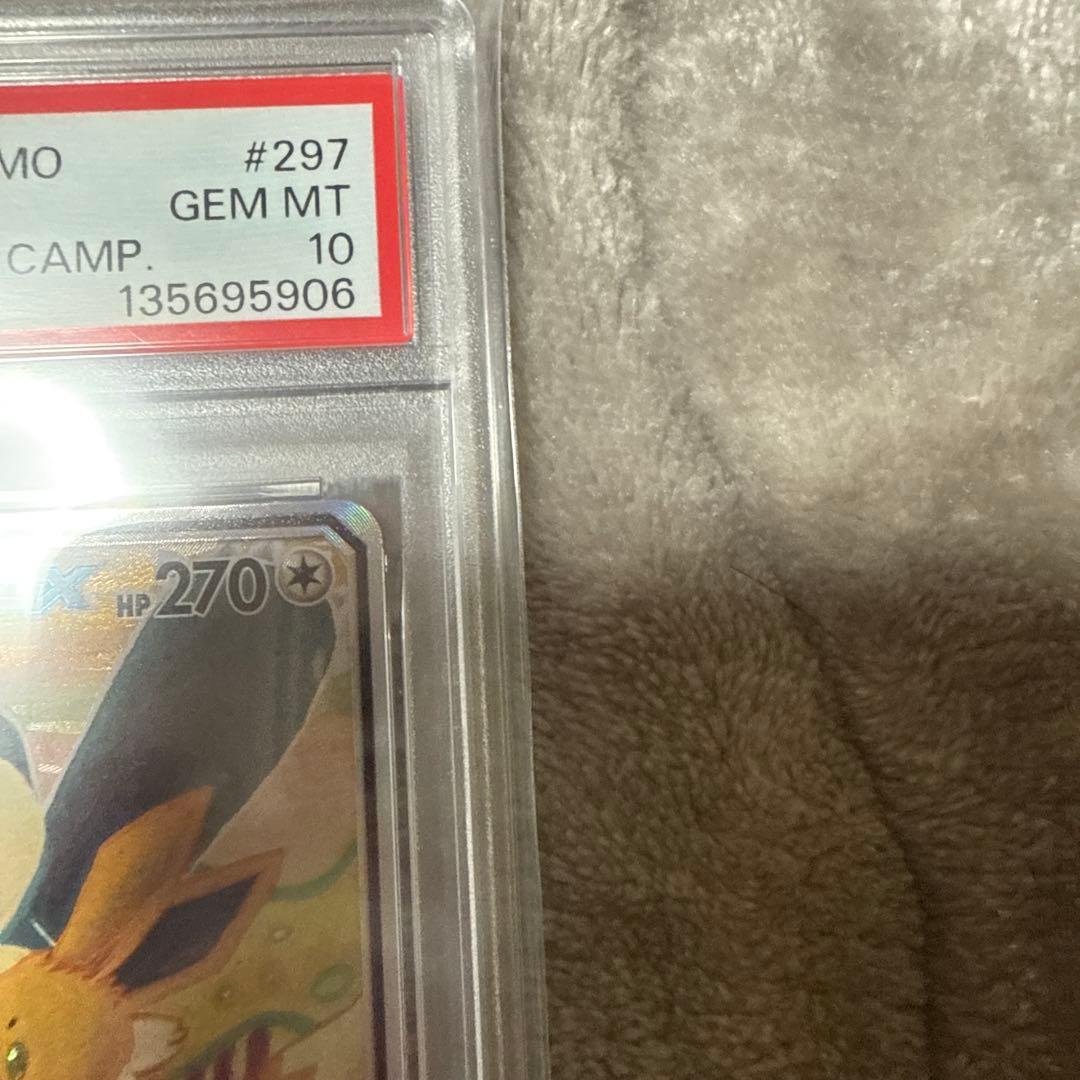 MO #297
GEM MT
CAMP. 10
135695906
X HP 270